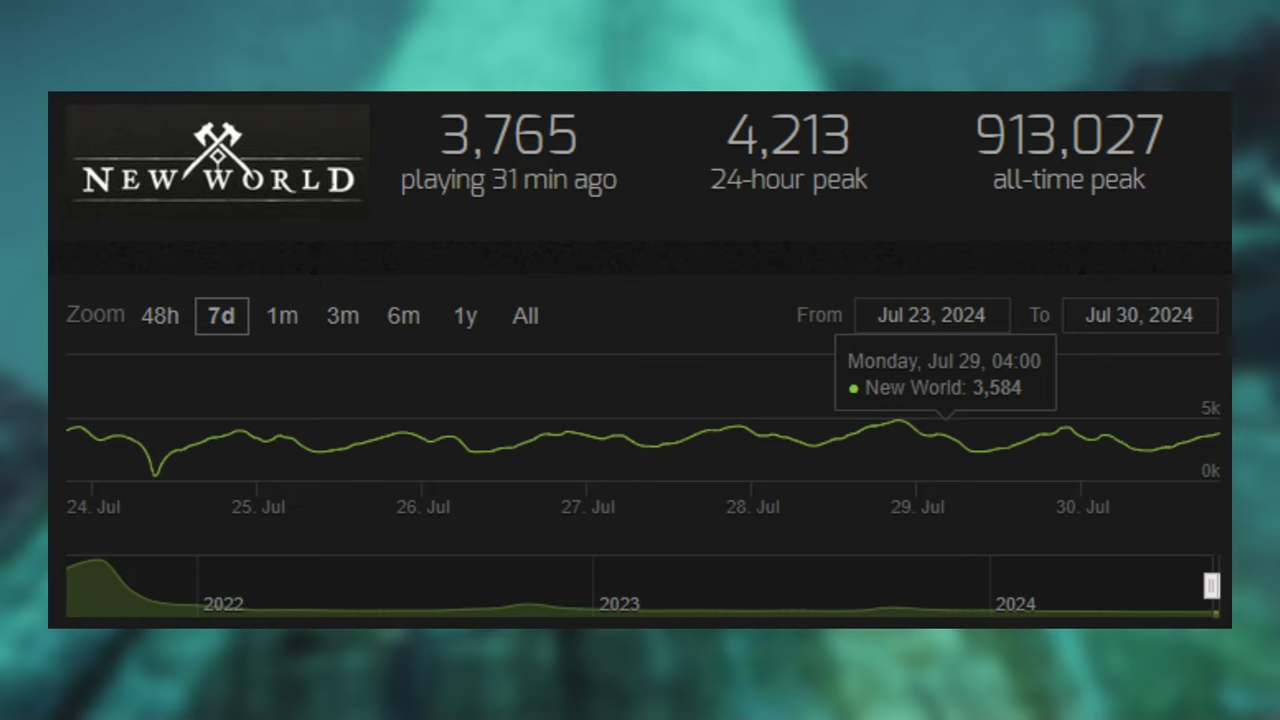 NEW WORLD
3,765
playing 31 min ago
4,213
24-hour peak
913,027
all-time peak
Zoom 48h 7d 1m 3m 6m 1y All
From Jul 23, 2024 To Jul 30, 2024
Monday, Jul 29, 04:00
● New World: 3,584
5k
0k
24. Jul 25. Jul 26. Jul 27. Jul 28. Jul 29. Jul 30. Jul
2022 2023 2024